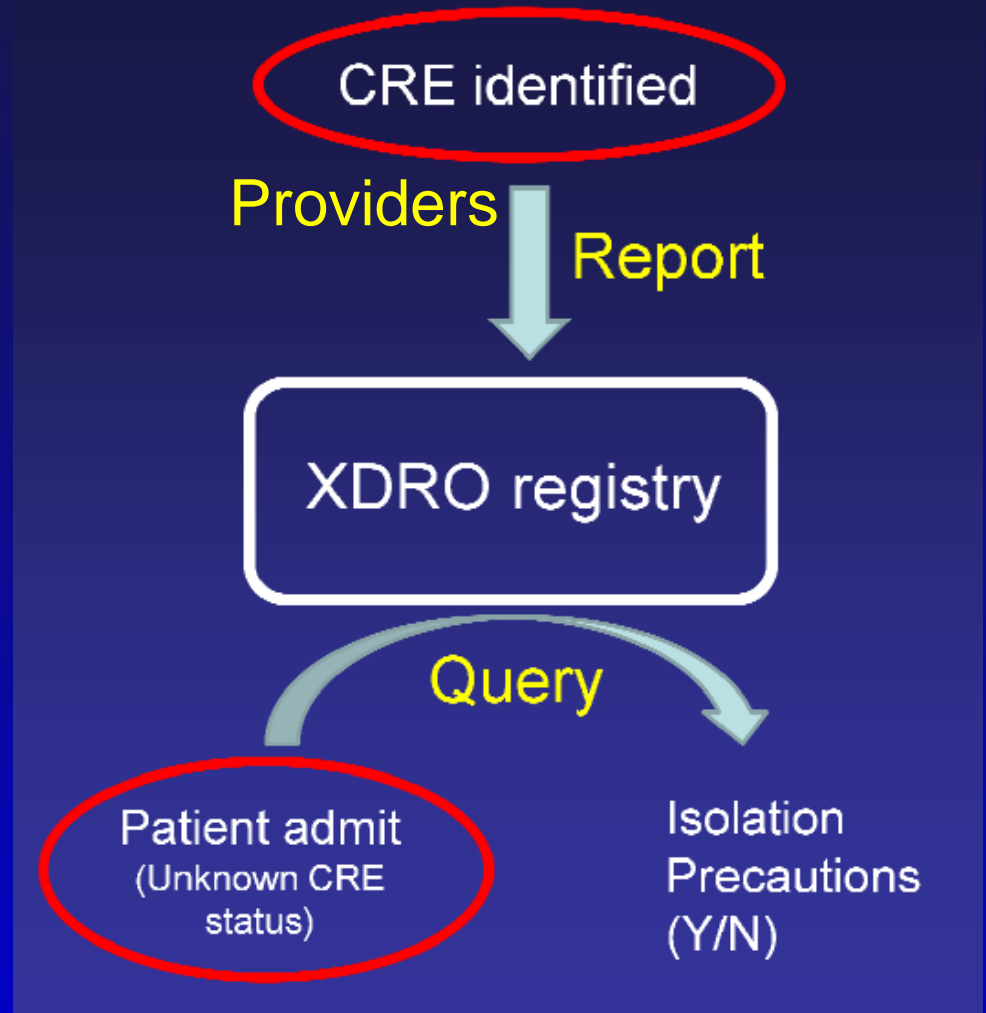 CRE identified
Providers
Report
XDRO registry
Query
Patient admit
(Unknown CRE
status)
Isolation
Precautions
(Y/N)